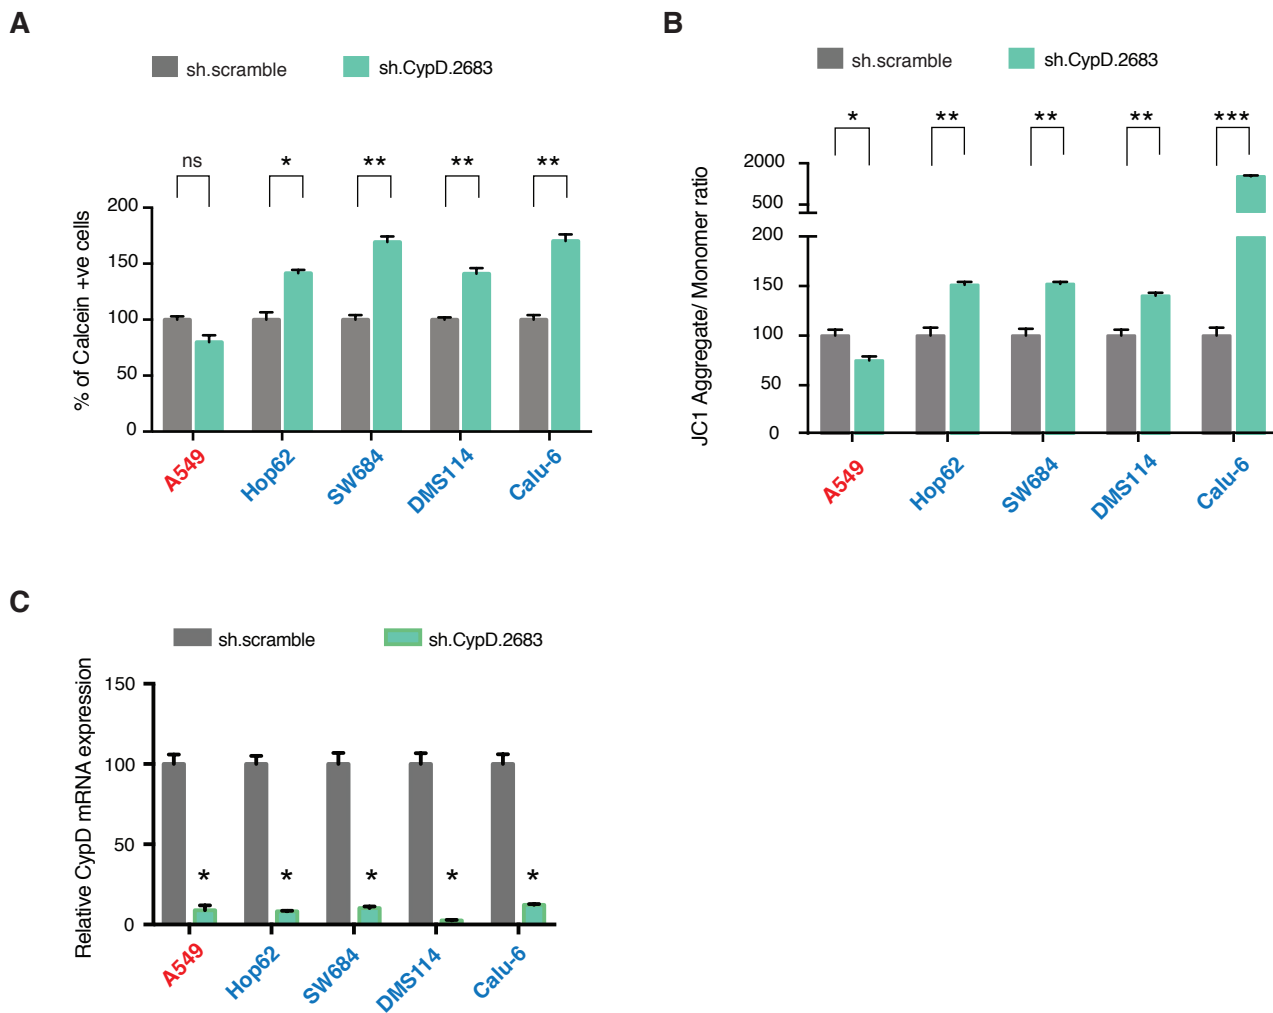 A
sh.scramble
sh.CypD.2683
ns
*
**
**
**
% of Calcein +ve cells
200
150
100
50
0
A549
Hop62
SW684
DMS114
Calu-6
B
sh.scramble
sh.CypD.2683
*
**
**
**
***
JC1 Aggregate/ Monomer ratio
2000
500
200
150
100
50
0
A549
Hop62
SW684
DMS114
Calu-6
C
sh.scramble
sh.CypD.2683
Relative CypD mRNA expression
150
100
50
0
*
*
*
*
*
A549
Hop62
SW684
DMS114
Calu-6